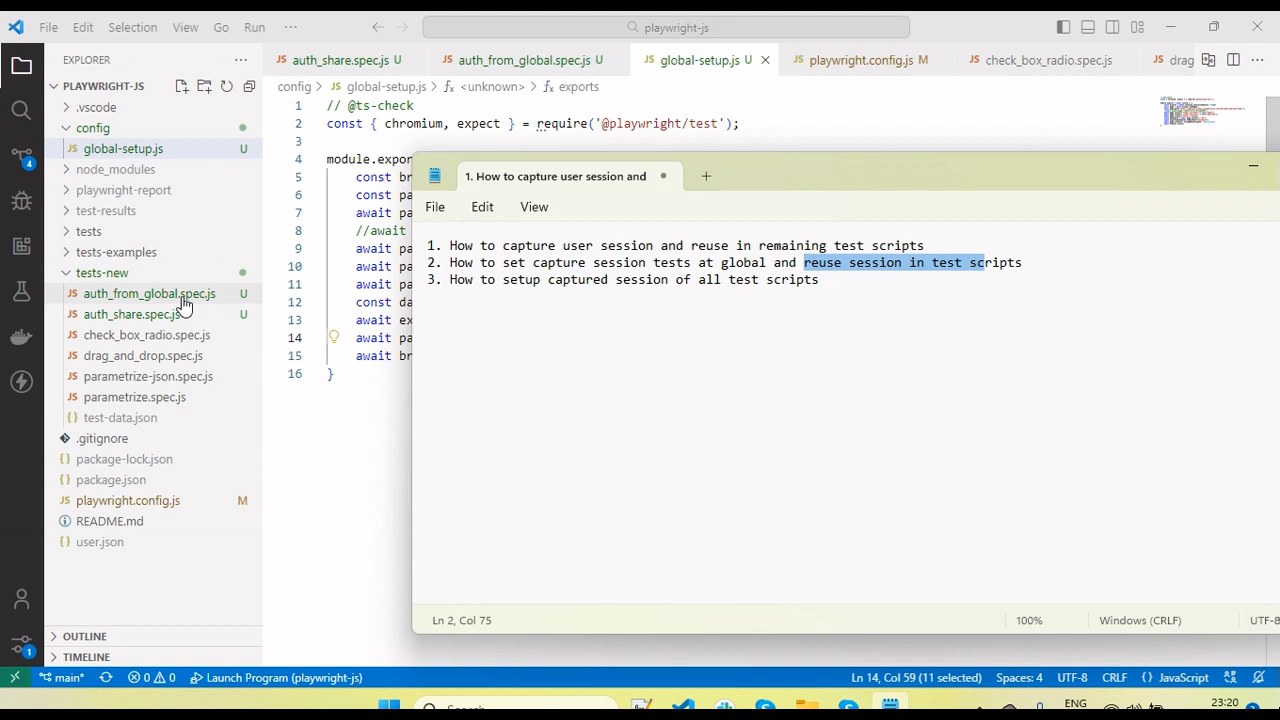 File Edit Selection View Go Run ···
playwright-js
EXPLORER
PLAYWRIGHT-JS
.vscode
config
global-setup.js U
node_modules
playwright-report
test-results
tests
tests-examples
tests-new
auth_from_global.spec.js U
auth_share.spec.js U
check_box_radio.spec.js
drag_and_drop.spec.js
parametrize-json.spec.js
parametrize.spec.js
test-data.json
.gitignore
package-lock.json
package.json
playwright.config.js M
README.md
user.json
OUTLINE
TIMELINE
4
1
auth_share.spec.js U auth_from_global.spec.js U global-setup.js U playwright.config.js M check_box_radio.spec.js drag
config > global-setup.js > <unknown> > exports
1 // @ts-check
2 const { chromium, } = require('@playwright/test');
3
4 module.expor
5 const br
6 const pa
7 await pa
8 //await
9 await pa
10 await pa
11 await pa
12 const da
13 await ex
14 await pa
15 await br
16 }
1. How to capture user session and
File Edit View
1. How to capture user session and reuse in remaining test scripts
2. How to set capture session tests at global and reuse session in test scripts
3. How to setup captured session of all test scripts
Ln 2, Col 75 100% Windows (CRLF) UTF-8
main* 0 0 Launch Program (playwright-js) Ln 14, Col 59 (11 selected) Spaces: 4 UTF-8 CRLF {} JavaScript
Search
ENG
23:20